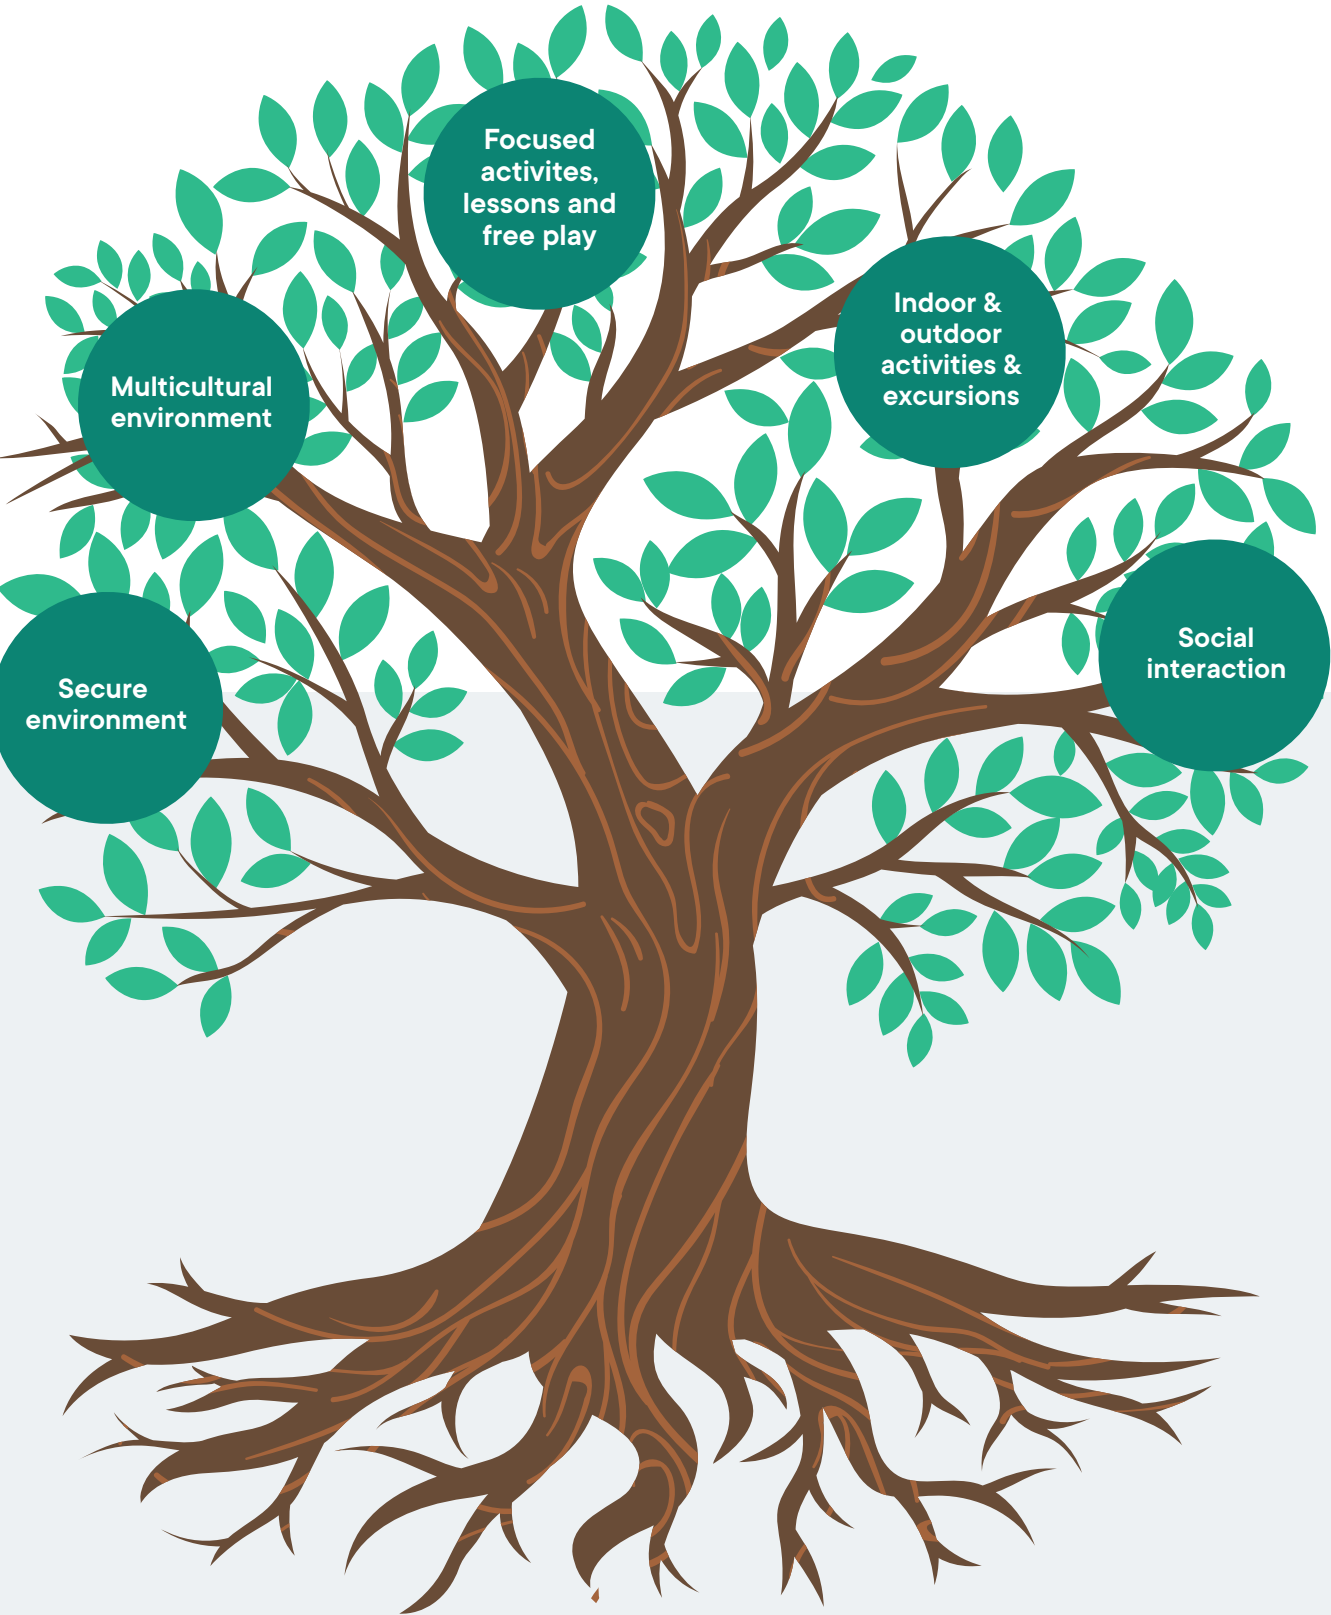 Focused
activites,
lessons and
free play
Indoor &
outdoor
activities &
excursions
Multicultural
environment
Social
interaction
Secure
environment